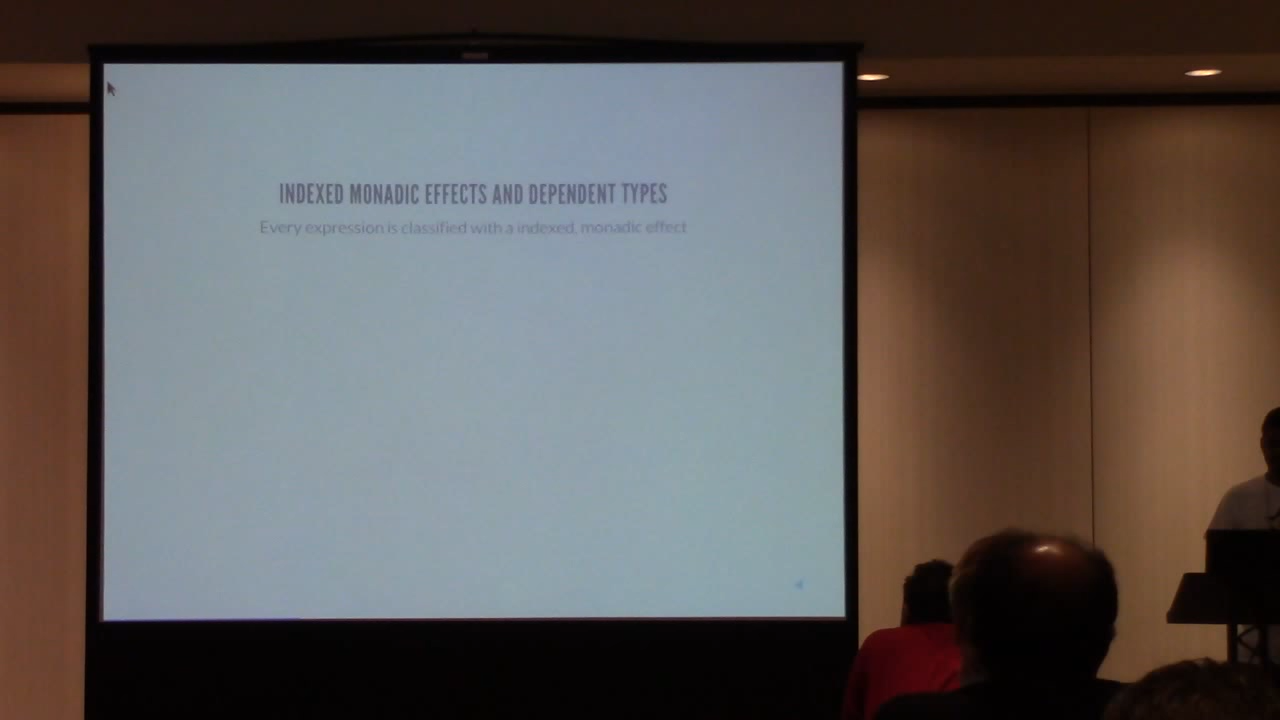 INDEXED MONADIC EFFECTS AND DEPENDENT TYPES
Every expression is classified with a indexed, monadic effect